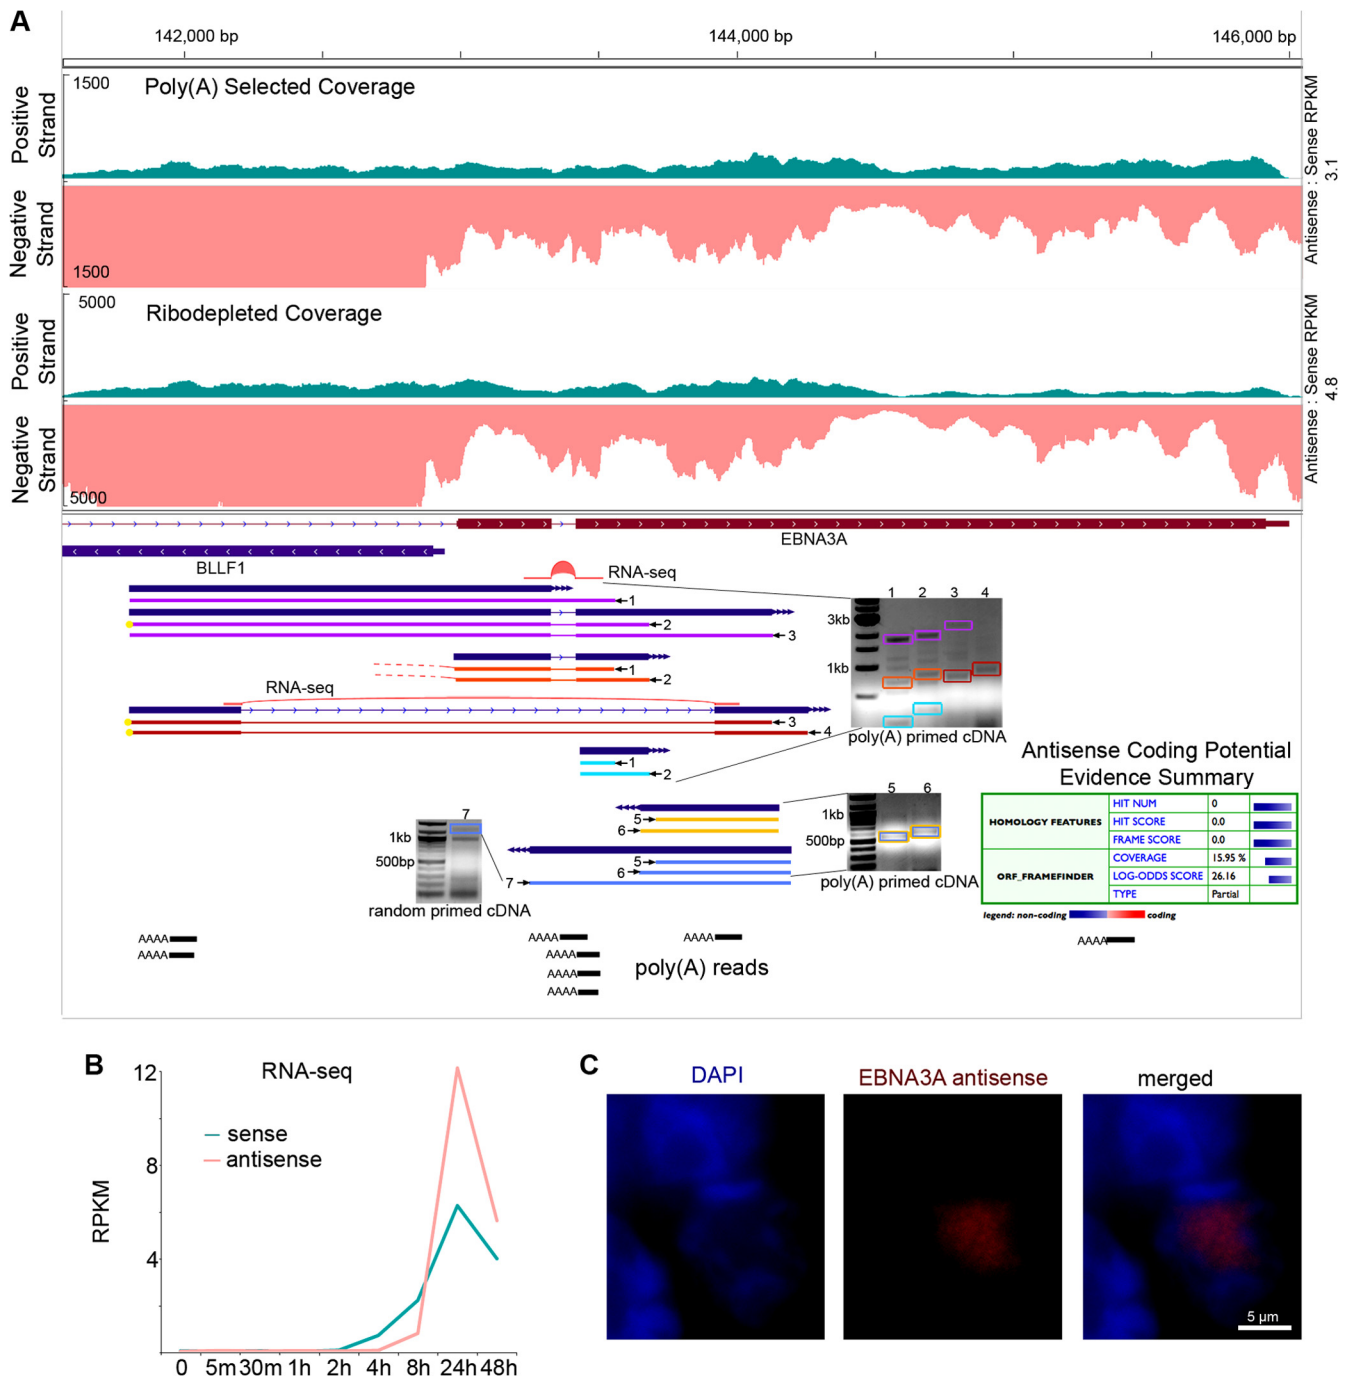 A
142,000 bp
144,000 bp
146,000 bp
Positive
Strand
1500
Poly(A) Selected Coverage
Negative
Strand
1500
Antisense : Sense RPKM
3.1
Positive
Strand
5000
Ribodepleted Coverage
Negative
Strand
5000
Antisense : Sense RPKM
4.8
EBNA3A
BLLF1
RNA-seq
1
2
3
1
2
RNA-seq
3
4
1
2
1 2 3 4
3kb
1kb
poly(A) primed cDNA
5
6
5
6
7
5 6
1kb
500bp
poly(A) primed cDNA
7
1kb
500bp
random primed cDNA
Antisense Coding Potential
Evidence Summary
HOMOLOGY FEATURES
HIT NUM 0
HIT SCORE 0.0
FRAME SCORE 0.0
ORF_FRAMEFINDER
COVERAGE 15.95 %
LOG-ODDS SCORE 26.16
TYPE Partial
legend: non-coding coding
AAAA AAAA AAAA AAAA
AAAA AAAA
AAAA
AAAA
poly(A) reads
B
RNA-seq
sense
antisense
RPKM
12
8
4
0 5m 30m 1h 2h 4h 8h 24h 48h
C
DAPI
EBNA3A antisense
merged
5 µm